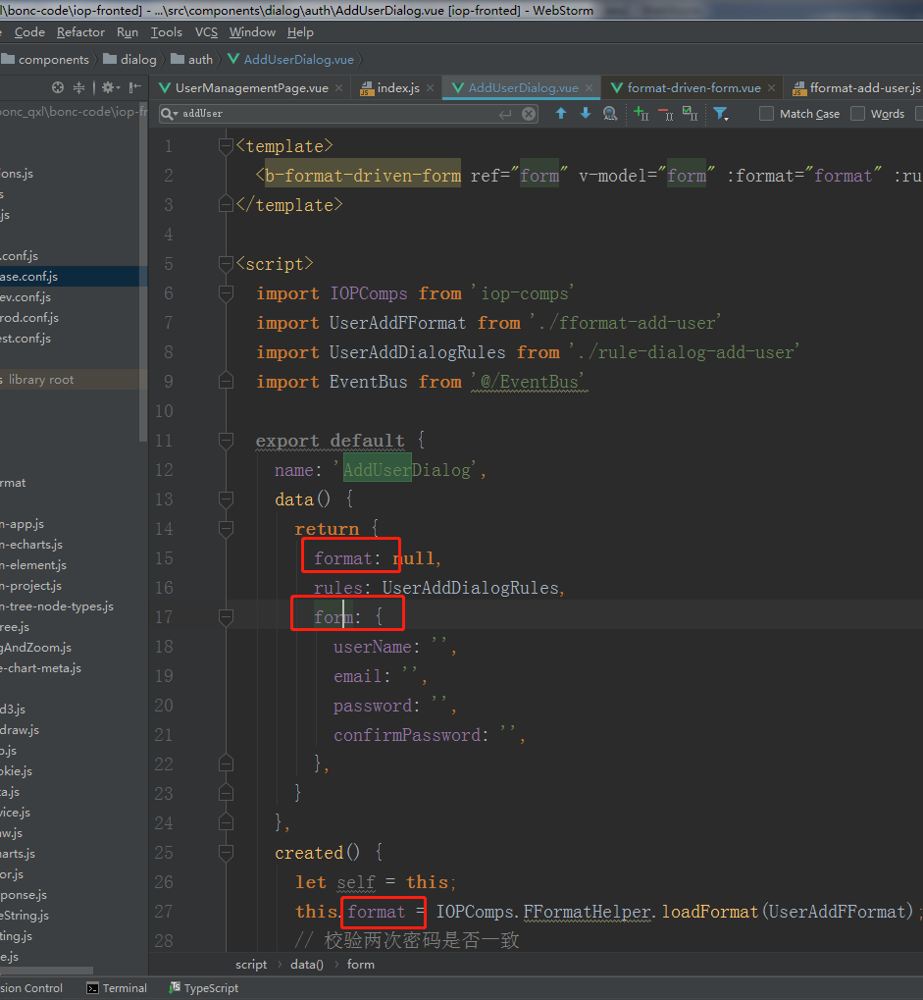 l\bonc-code\iop-fronted] - ...\src\components\dialog\auth\AddUserDialog.vue [iop-fronted] - WebStorm
Code Refactor Run Tools VCS Window Help
components dialog auth AddUserDialog.vue
UserManagementPage.vue index.js AddUserDialog.vue format-driven-form.vue fformat-add-user.js
addUser Match Case Words
bonc_qxl\bonc-code\iop-fr
ions.js
s
.js
.conf.js
ase.conf.js
ev.conf.js
rod.conf.js
est.conf.js
s library root
rmat
n-app.js
n-echarts.js
n-element.js
n-project.js
n-tree-node-types.js
ree.js
gAndZoom.js
e-chart-meta.js
d3.js
draw.js
o.js
okie.js
ta.js
vice.js
w.js
harts.js
or.js
ponse.js
eString.js
ting.js
e.js
1 <template>
2 <b-format-driven-form ref="form" v-model="form" :format="format" :ru
3 </template>
4
5 <script>
6 import IOPComps from 'iop-comps'
7 import UserAddFFormat from './fformat-add-user'
8 import UserAddDialogRules from './rule-dialog-add-user'
9 import EventBus from '@/EventBus'
10
11 export default {
12 name: 'AddUserDialog',
13 data() {
14 return {
15 format: null,
16 rules: UserAddDialogRules,
17 form: {
18 userName: '',
19 email: '',
20 password: '',
21 confirmPassword: '',
22 },
23 }
24 },
25 created() {
26 let self = this;
27 this.format = IOPComps.FFormatHelper.loadFormat(UserAddFFormat);
28 // 校验两次密码是否一致
script data() form
sion Control Terminal TypeScript